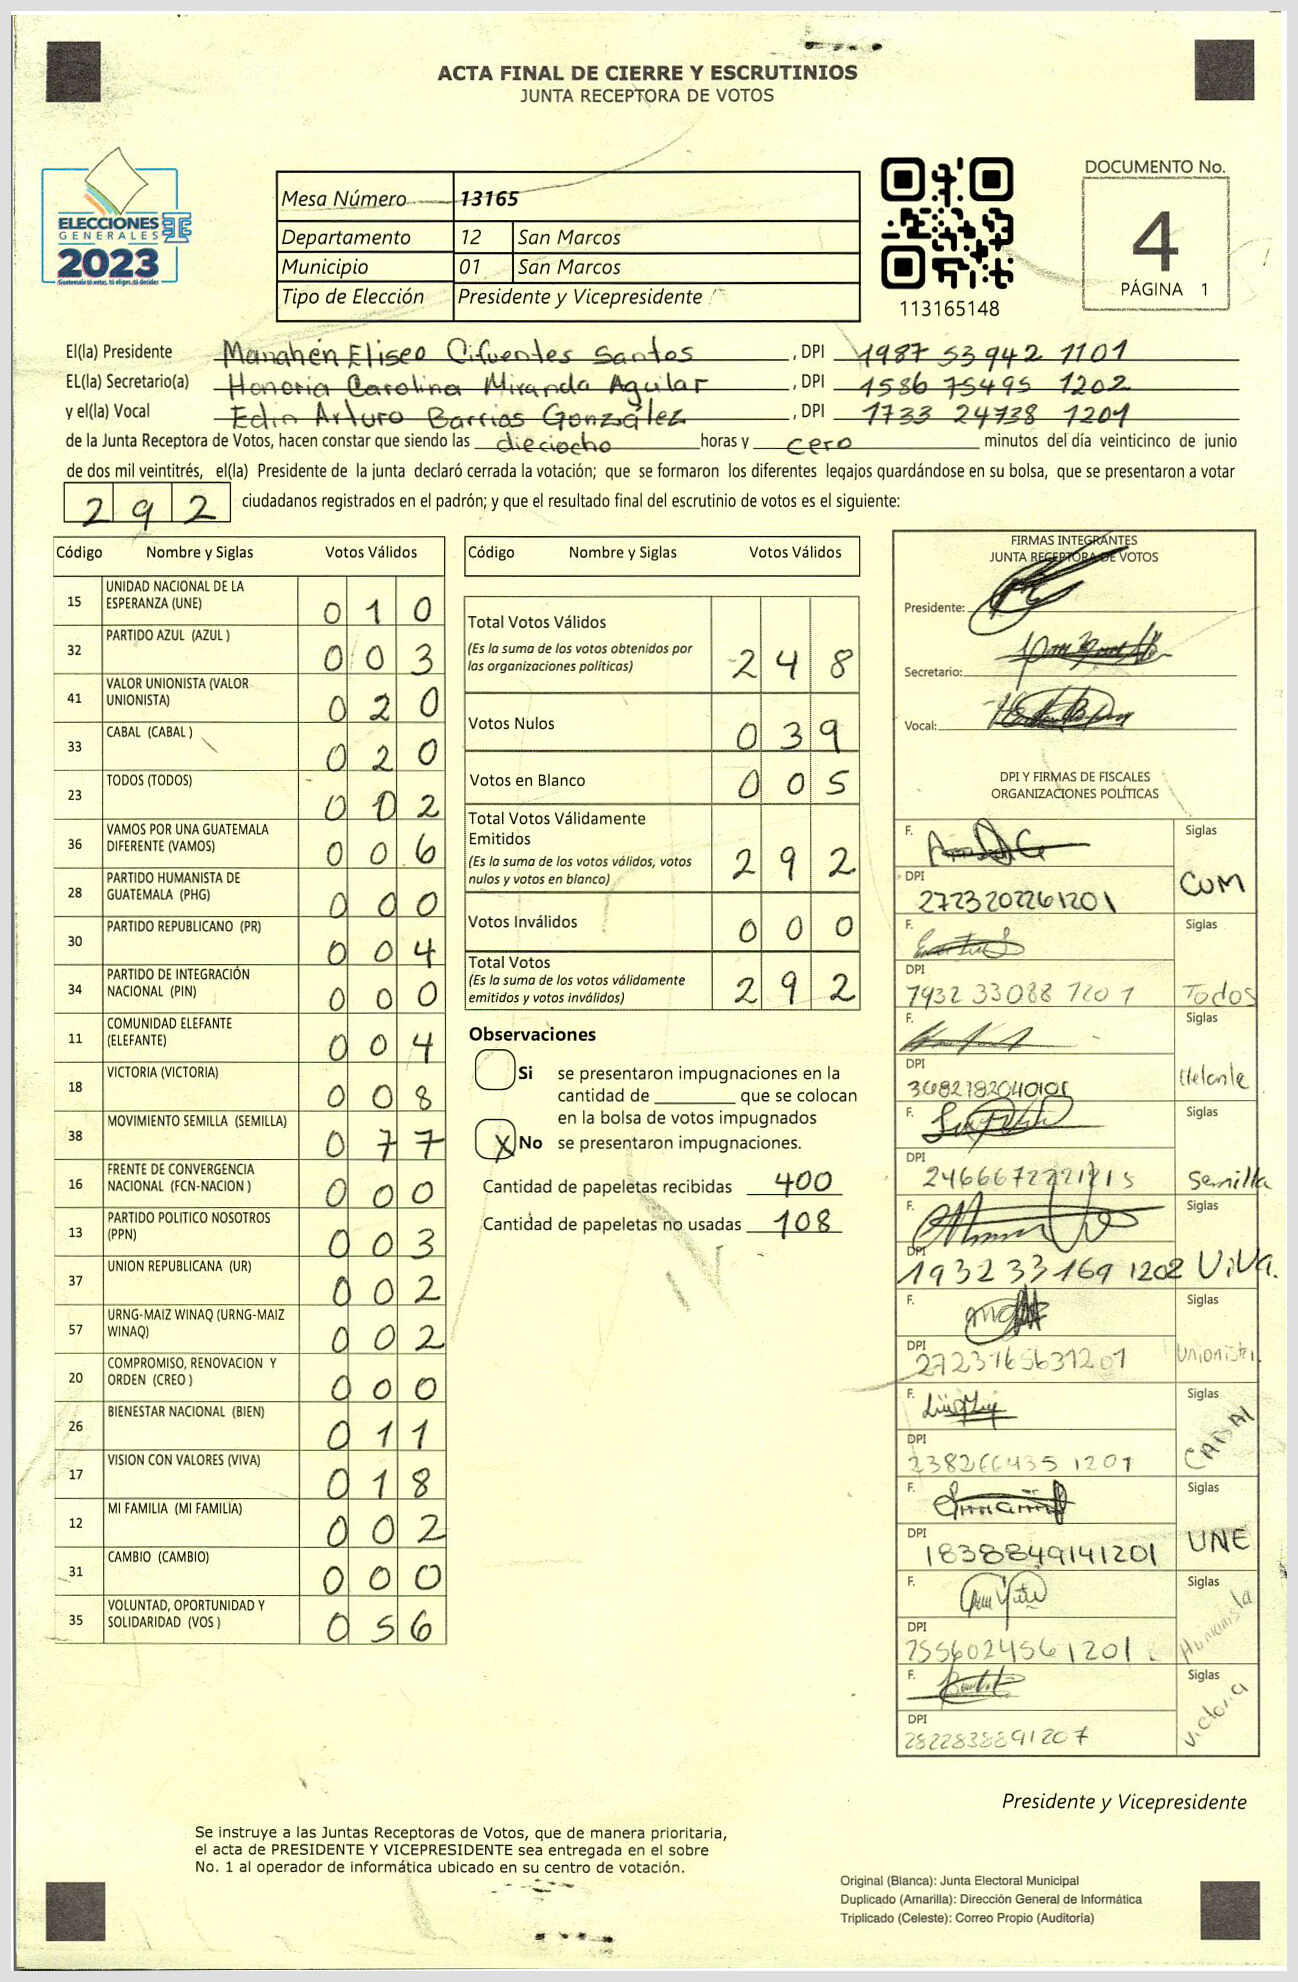 ACTA FINAL DE CIERRE Y ESCRUTINIOS
JUNTA RECEPTORA DE VOTOS
ELECCIONES
GENERALES
2023
Guatemala tú votas, tú eliges, tú decides
Mesa Número 13165
Departamento 12 San Marcos
Municipio 01 San Marcos
Tipo de Elección Presidente y Vicepresidente
113165148
DOCUMENTO No.
4
PÁGINA 1
El(la) Presidente Manahén Eliseo Cifuentes Santos , DPI 1987 53942 1101
EL(la) Secretario(a) Honoria Carolina Miranda Aguilar , DPI 1586 75495 1202
y el(la) Vocal Edin Arturo Barrios González , DPI 1733 24738 1201
de la Junta Receptora de Votos, hacen constar que siendo las dieciocho horas y cero minutos del día veinticinco de junio
de dos mil veintitrés, el(la) Presidente de la junta declaró cerrada la votación; que se formaron los diferentes legajos quardándose en su bolsa, que se presentaron a votar
292 ciudadanos registrados en el padrón; y que el resultado final del escrutinio de votos es el siguiente:
Código Nombre y Siglas Votos Válidos
15 UNIDAD NACIONAL DE LA
ESPERANZA (UNE) 0 1 0
32 PARTIDO AZUL (AZUL ) 0 0 3
41 VALOR UNIONISTA (VALOR
UNIONISTA) 0 2 0
33 CABAL (CABAL ) 0 2 0
23 TODOS (TODOS) 0 0 2
36 VAMOS POR UNA GUATEMALA
DIFERENTE (VAMOS) 0 0 6
28 PARTIDO HUMANISTA DE
GUATEMALA (PHG) 0 0 0
30 PARTIDO REPUBLICANO (PR) 0 0 4
34 PARTIDO DE INTEGRACIÓN
NACIONAL (PIN) 0 0 0
11 COMUNIDAD ELEFANTE
(ELEFANTE) 0 0 4
18 VICTORIA (VICTORIA) 0 0 8
38 MOVIMIENTO SEMILLA (SEMILLA) 0 7 7
16 FRENTE DE CONVERGENCIA
NACIONAL (FCN-NACION ) 0 0 0
13 PARTIDO POLITICO NOSOTROS
(PPN) 0 0 3
37 UNION REPUBLICANA (UR) 0 0 2
57 URNG-MAIZ WINAQ (URNG-MAIZ
WINAQ) 0 0 2
20 COMPROMISO, RENOVACION Y
ORDEN (CREO ) 0 0 0
26 BIENESTAR NACIONAL (BIEN) 0 1 1
17 VISION CON VALORES (VIVA) 0 1 8
12 MI FAMILIA (MI FAMILIA) 0 0 2
31 CAMBIO (CAMBIO) 0 0 0
35 VOLUNTAD, OPORTUNIDAD Y
SOLIDARIDAD (VOS ) 0 5 6
Código Nombre y Siglas Votos Válidos
Total Votos Válidos
(Es la suma de los votos obtenidos por
las organizaciones políticas) 2 4 8
Votos Nulos 0 3 9
Votos en Blanco 0 0 5
Total Votos Válidamente
Emitidos
(Es la suma de los votos válidos, votos
nulos y votos en blanco) 2 9 2
Votos Inválidos 0 0 0
Total Votos
(Es la suma de los votos válidamente
emitidos y votos inválidos) 2 9 2
Observaciones
Si se presentaron impugnaciones en la
cantidad de ________ que se colocan
en la bolsa de votos impugnados
X No se presentaron impugnaciones.
Cantidad de papeletas recibidas 400
Cantidad de papeletas no usadas 108
FIRMAS INTEGRANTES
JUNTA RECEPTORA DE VOTOS
Presidente:
Secretario:
Vocal:
DPI Y FIRMAS DE FISCALES
ORGANIZACIONES POLÍTICAS
F. Siglas
DPI CUM
2723202261201
F. Siglas
DPI
1932 33088 1201 Todos
F. Siglas
DPI
3682782040101
F. Siglas
DPI
Semilla
F. Siglas
DPI
1932 33169 1202 ViVa.
F. Siglas
DPI
2723165631201 Unionista
F. Siglas
DPI CABAL
238266435 1201
F. Siglas
DPI UNE
1838849141201
F. Siglas
DPI Humanista
2556024561201
F. Siglas
DPI Victoria
2822838891207
Presidente y Vicepresidente
Se instruye a las Juntas Receptoras de Votos, que de manera prioritaria,
el acta de PRESIDENTE Y VICEPRESIDENTE sea entregada en el sobre
No. 1 al operador de informática ubicado en su centro de votación.
Original (Blanca): Junta Electoral Municipal
Duplicado (Amarilla): Dirección General de Informática
Triplicado (Celeste): Correo Propio (Auditoria)